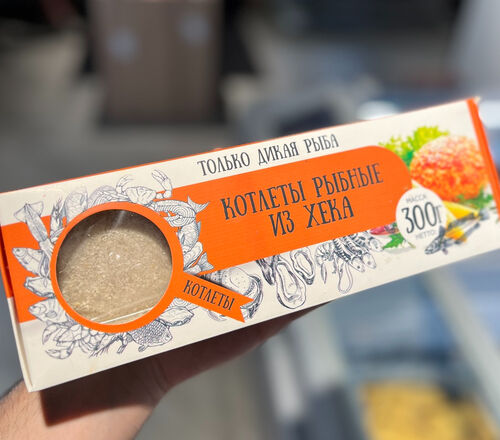 ТОЛЬКО ДИКАЯ РЫБА
КОТЛЕТЫ РЫБНЫЕ
ИЗ ХЕКА
МАССА
300г
НЕТТО
КОТЛЕТЫ